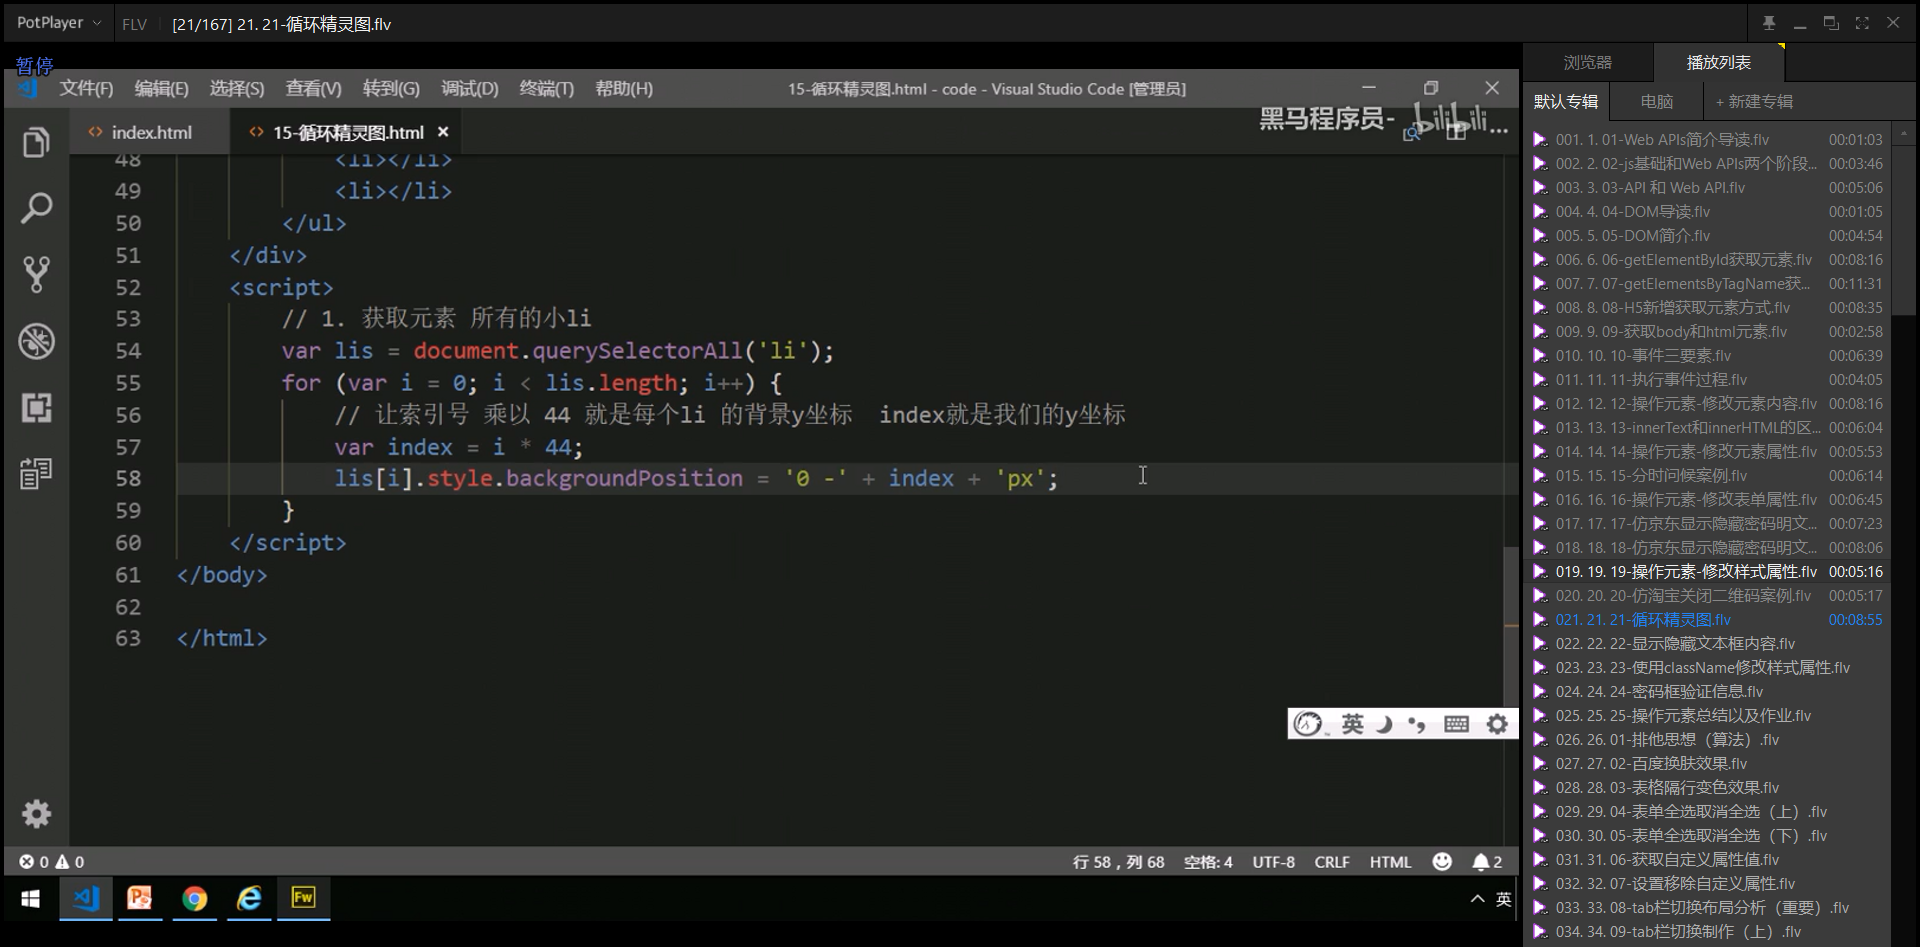 PotPlayer FLV [21/167] 21. 21-循环精灵图.flv
暂停
文件(F) 编辑(E) 选择(S) 查看(V) 转到(G) 调试(D) 终端(T) 帮助(H) 15-循环精灵图.html - code - Visual Studio Code [管理员]
黑马程序员- bilibili
index.html 15-循环精灵图.html
48 <li></li>
49 <li></li>
50 </ul>
51 </div>
52 <script>
53 // 1. 获取元素 所有的小li
54 var lis = document.querySelectorAll('li');
55 for (var i = 0; i < lis.length; i++) {
56 // 让索引号 乘以 44 就是每个li 的背景y坐标 index就是我们的y坐标
57 var index = i * 44;
58 lis[i].style.backgroundPosition = '0 -' + index + 'px';
59 }
60 </script>
61 </body>
62
63 </html>
英
0 0 行 58，列 68 空格: 4 UTF-8 CRLF HTML 2
Fw
英
浏览器 播放列表
默认专辑 电脑 + 新建专辑
001. 1. 01-Web APIs简介导读.flv 00:01:03
002. 2. 02-js基础和Web APIs两个阶段... 00:03:46
003. 3. 03-API 和 Web API.flv 00:05:06
004. 4. 04-DOM导读.flv 00:01:05
005. 5. 05-DOM简介.flv 00:04:54
006. 6. 06-getElementById获取元素.flv 00:08:16
007. 7. 07-getElementsByTagName获... 00:11:31
008. 8. 08-H5新增获取元素方式.flv 00:08:35
009. 9. 09-获取body和html元素.flv 00:02:58
010. 10. 10-事件三要素.flv 00:06:39
011. 11. 11-执行事件过程.flv 00:04:05
012. 12. 12-操作元素-修改元素内容.flv 00:08:16
013. 13. 13-innerText和innerHTML的区... 00:06:04
014. 14. 14-操作元素-修改元素属性.flv 00:05:53
015. 15. 15-分时问候案例.flv 00:06:14
016. 16. 16-操作元素-修改表单属性.flv 00:06:45
017. 17. 17-仿京东显示隐藏密码明文... 00:07:23
018. 18. 18-仿京东显示隐藏密码明文... 00:08:06
019. 19. 19-操作元素-修改样式属性.flv 00:05:16
020. 20. 20-仿淘宝关闭二维码案例.flv 00:05:17
021. 21. 21-循环精灵图.flv 00:08:55
022. 22. 22-显示隐藏文本框内容.flv
023. 23. 23-使用className修改样式属性.flv
024. 24. 24-密码框验证信息.flv
025. 25. 25-操作元素总结以及作业.flv
026. 26. 01-排他思想（算法）.flv
027. 27. 02-百度换肤效果.flv
028. 28. 03-表格隔行变色效果.flv
029. 29. 04-表单全选取消全选（上）.flv
030. 30. 05-表单全选取消全选（下）.flv
031. 31. 06-获取自定义属性值.flv
032. 32. 07-设置移除自定义属性.flv
033. 33. 08-tab栏切换布局分析（重要）.flv
034. 34. 09-tab栏切换制作（上）.flv